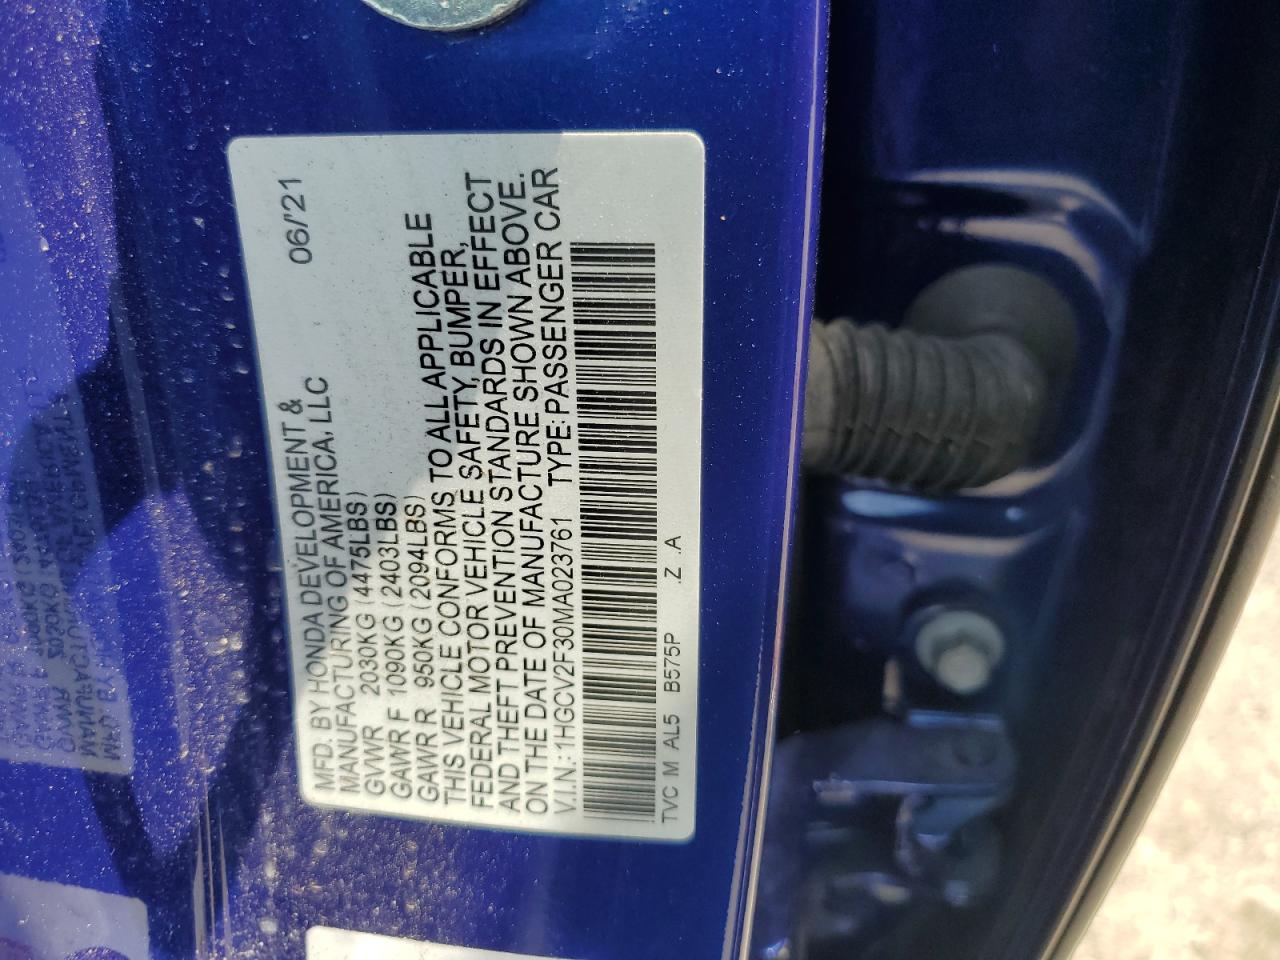 MFD. BY HONDA DEVELOPMENT &
MANUFACTURING OF AMERICA, LLC 06/'21
GVWR 2030KG (4475LBS)
GAWR F 1090KG (2403LBS)
GAWR R 950KG (2094LBS)
THIS VEHICLE CONFORMS TO ALL APPLICABLE
FEDERAL MOTOR VEHICLE SAFETY, BUMPER,
AND THEFT PREVENTION STANDARDS IN EFFECT
ON THE DATE OF MANUFACTURE SHOWN ABOVE.
V.I.N.: 1HGCV2F30MA023761 TYPE:PASSENGER CAR
TVC M AL5 B575P .Z .A